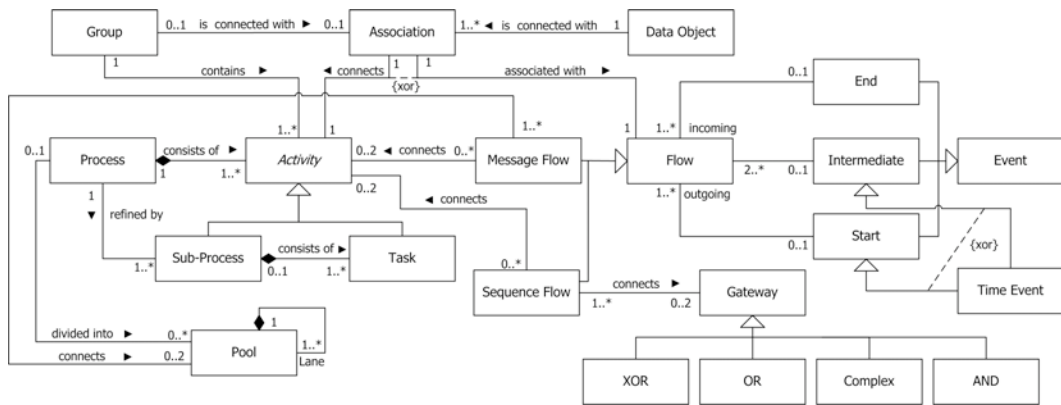 Group
0..1 is connected with ► 0..1
Association
1..* ◄ is connected with 1
Data Object
1
contains ►
◄ connects
1
1
{xor}
associated with ►
0..1
End
1..*
1
1..*
1
1..*
incoming
0..1
Process
consists of ►
1
1..*
Activity
0..2
◄ connects
0..*
Message Flow
Flow
2..*
0..1
Intermediate
Event
0..2
◄ connects
1..*
outgoing
1
▼ refined by
1..*
Sub-Process
consists of ►
0..1
1..*
Task
0..1
Start
{xor}
Time Event
0..*
Sequence Flow
connects ►
1..*
0..2
Gateway
divided into ►
0..*
connects ►
0..2
Pool
1
1..*
Lane
XOR
OR
Complex
AND